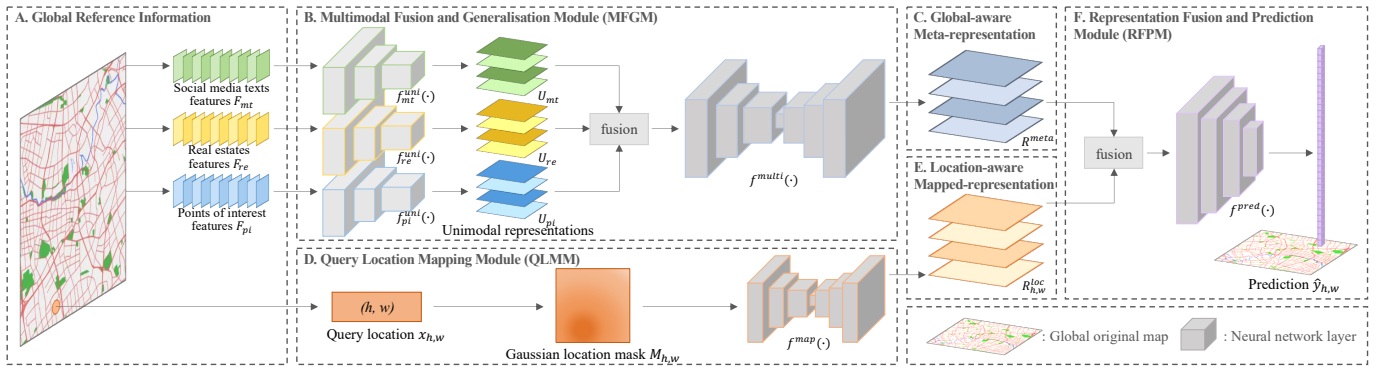 A. Global Reference Information
Social media texts
features F_mt
Real estates
features F_re
Points of interest
features F_pi
B. Multimodal Fusion and Generalisation Module (MFGM)
f_mt^uni(·)
f_re^uni(·)
f_pi^uni(·)
U_mt
U_re
U_pi
Unimodal representations
fusion
f^multi(·)
C. Global-aware
Meta-representation
R^meta
D. Query Location Mapping Module (QLMM)
(h, w)
Query location x_h,w
Gaussian location mask M_h,w
f^map(·)
E. Location-aware
Mapped-representation
R_h,w^loc
F. Representation Fusion and Prediction
Module (RFPM)
fusion
f^pred(·)
Prediction ŷ_h,w
: Global original map
: Neural network layer